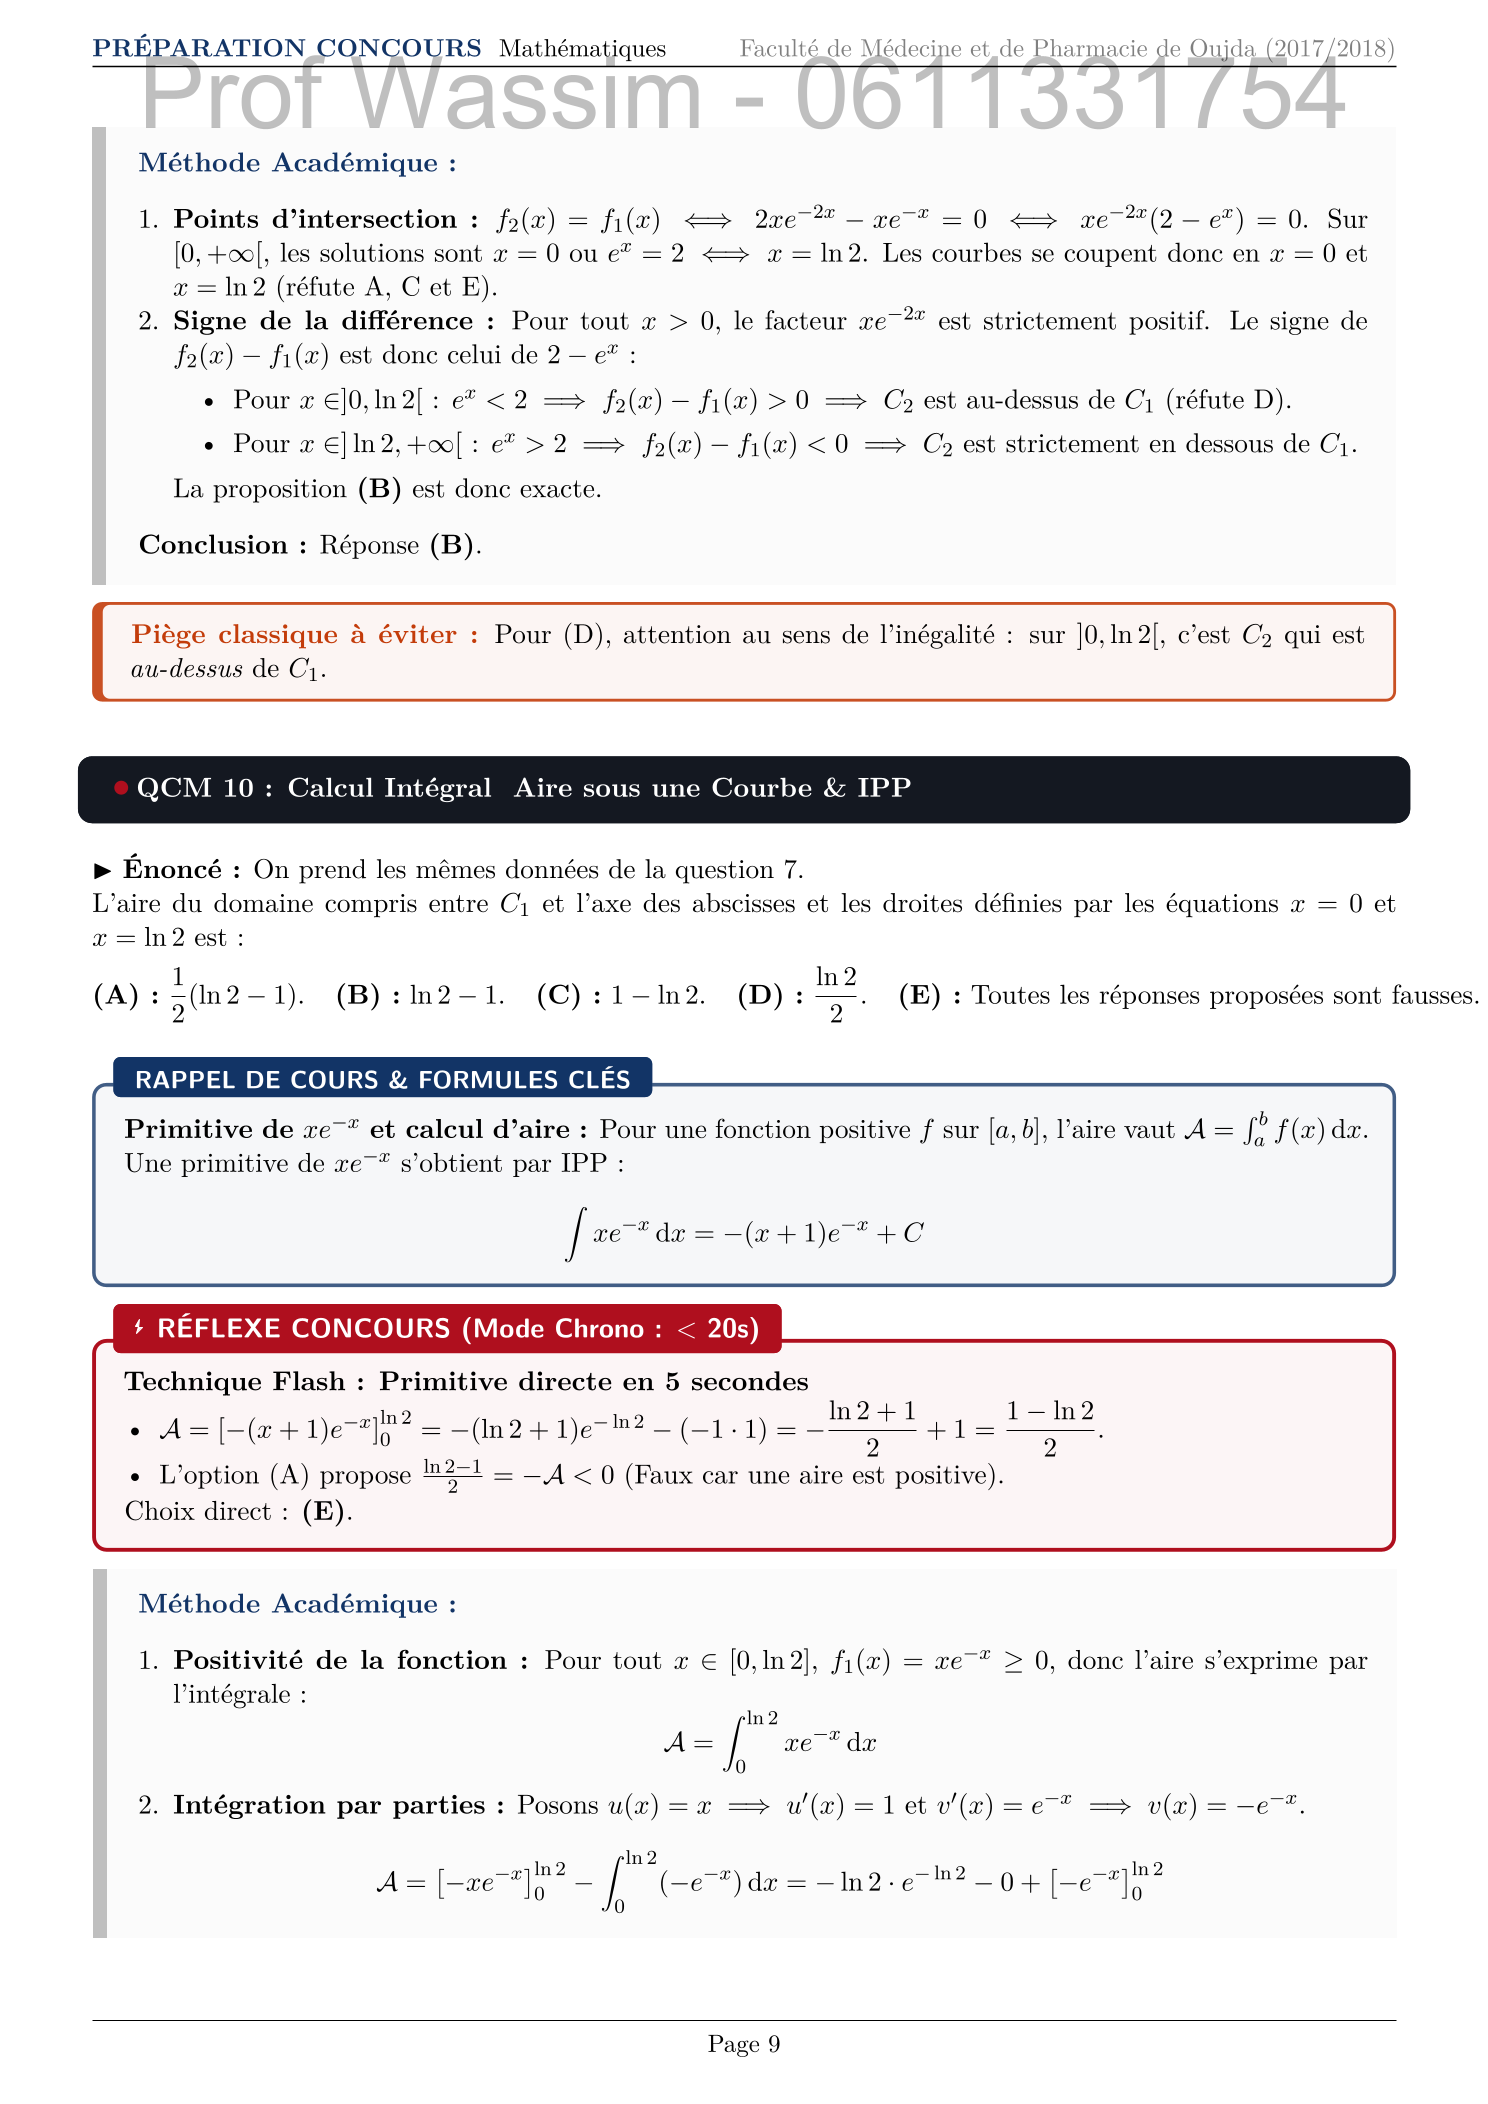 PRÉPARATION CONCOURS Mathématiques Faculté de Médecine et de Pharmacie de Oujda (2017/2018)
Prof Wassim - 0611331754
Méthode Académique :
1. Points d'intersection : f₂(x) = f₁(x) ⟺ 2xe⁻²ˣ − xe⁻ˣ = 0 ⟺ xe⁻²ˣ(2 − eˣ) = 0. Sur
[0, +∞[, les solutions sont x = 0 ou eˣ = 2 ⟺ x = ln 2. Les courbes se coupent donc en x = 0 et
x = ln 2 (réfute A, C et E).
2. Signe de la différence : Pour tout x > 0, le facteur xe⁻²ˣ est strictement positif. Le signe de
f₂(x) − f₁(x) est donc celui de 2 − eˣ :
• Pour x ∈]0, ln 2[ : eˣ < 2 ⟹ f₂(x) − f₁(x) > 0 ⟹ C₂ est au-dessus de C₁ (réfute D).
• Pour x ∈] ln 2, +∞[ : eˣ > 2 ⟹ f₂(x) − f₁(x) < 0 ⟹ C₂ est strictement en dessous de C₁.
La proposition (B) est donc exacte.
Conclusion : Réponse (B).
Piège classique à éviter : Pour (D), attention au sens de l'inégalité : sur ]0, ln 2[, c'est C₂ qui est
au-dessus de C₁.
● QCM 10 : Calcul Intégral Aire sous une Courbe & IPP
▶ Énoncé : On prend les mêmes données de la question 7.
L'aire du domaine compris entre C₁ et l'axe des abscisses et les droites définies par les équations x = 0 et
x = ln 2 est :
(A) : 1/2(ln 2 − 1). (B) : ln 2 − 1. (C) : 1 − ln 2. (D) : ln 2/2. (E) : Toutes les réponses proposées sont fausses.
RAPPEL DE COURS & FORMULES CLÉS
Primitive de xe⁻ˣ et calcul d'aire : Pour une fonction positive f sur [a, b], l'aire vaut 𝒜 = ∫ₐᵇ f(x) dx.
Une primitive de xe⁻ˣ s'obtient par IPP :
∫ xe⁻ˣ dx = −(x + 1)e⁻ˣ + C
⚡ RÉFLEXE CONCOURS (Mode Chrono : < 20s)
Technique Flash : Primitive directe en 5 secondes
• 𝒜 = [−(x + 1)e⁻ˣ]₀^{ln 2} = −(ln 2 + 1)e^{−ln 2} − (−1 · 1) = −(ln 2 + 1)/2 + 1 = (1 − ln 2)/2.
• L'option (A) propose (ln 2−1)/2 = −𝒜 < 0 (Faux car une aire est positive).
Choix direct : (E).
Méthode Académique :
1. Positivité de la fonction : Pour tout x ∈ [0, ln 2], f₁(x) = xe⁻ˣ ≥ 0, donc l'aire s'exprime par
l'intégrale :
𝒜 = ∫₀^{ln 2} xe⁻ˣ dx
2. Intégration par parties : Posons u(x) = x ⟹ u′(x) = 1 et v′(x) = e⁻ˣ ⟹ v(x) = −e⁻ˣ.
𝒜 = [−xe⁻ˣ]₀^{ln 2} − ∫₀^{ln 2} (−e⁻ˣ) dx = − ln 2 · e^{−ln 2} − 0 + [−e⁻ˣ]₀^{ln 2}
Page 9